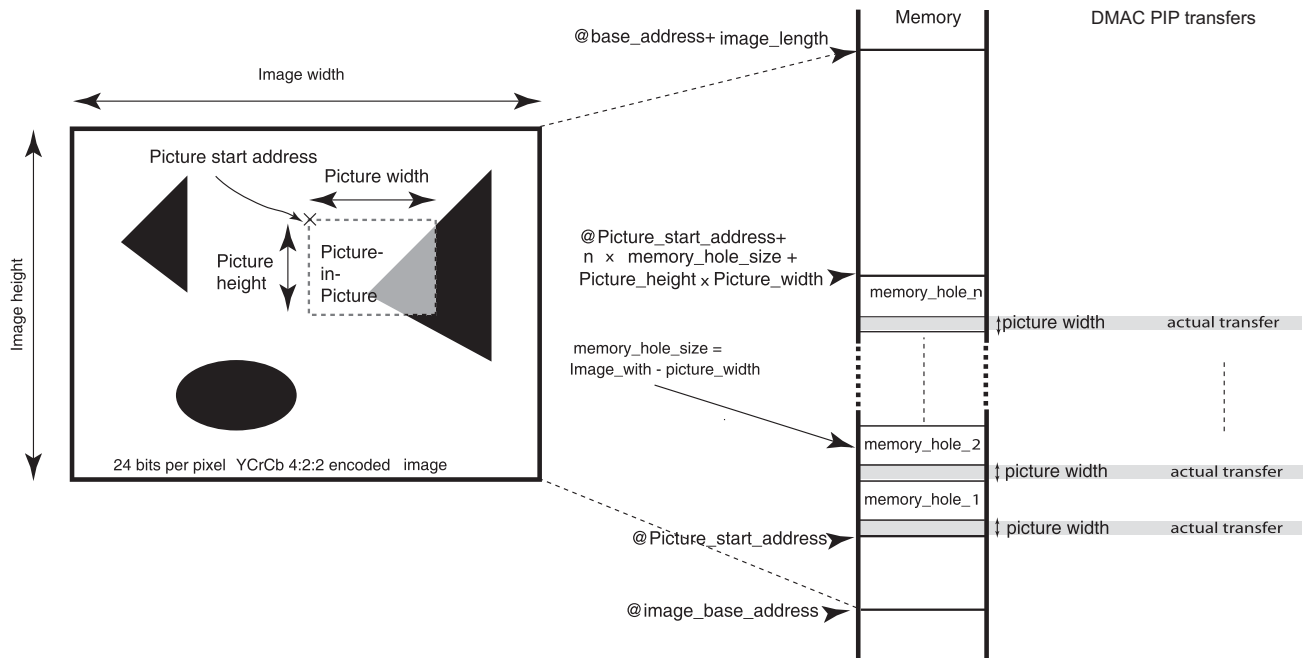 Memory
DMAC PIP transfers
@base_address+ image_length
Image width
Picture start address
Picture width
Image height
Picture
height
Picture-
in-
Picture
24 bits per pixel YCrCb 4:2:2 encoded image
@Picture_start_address+
n x memory_hole_size +
Picture_height x Picture_width
memory_hole_n
picture width
actual transfer
memory_hole_size =
Image_with - picture_width
memory_hole_2
picture width
actual transfer
memory_hole_1
picture width
actual transfer
@Picture_start_address
@image_base_address